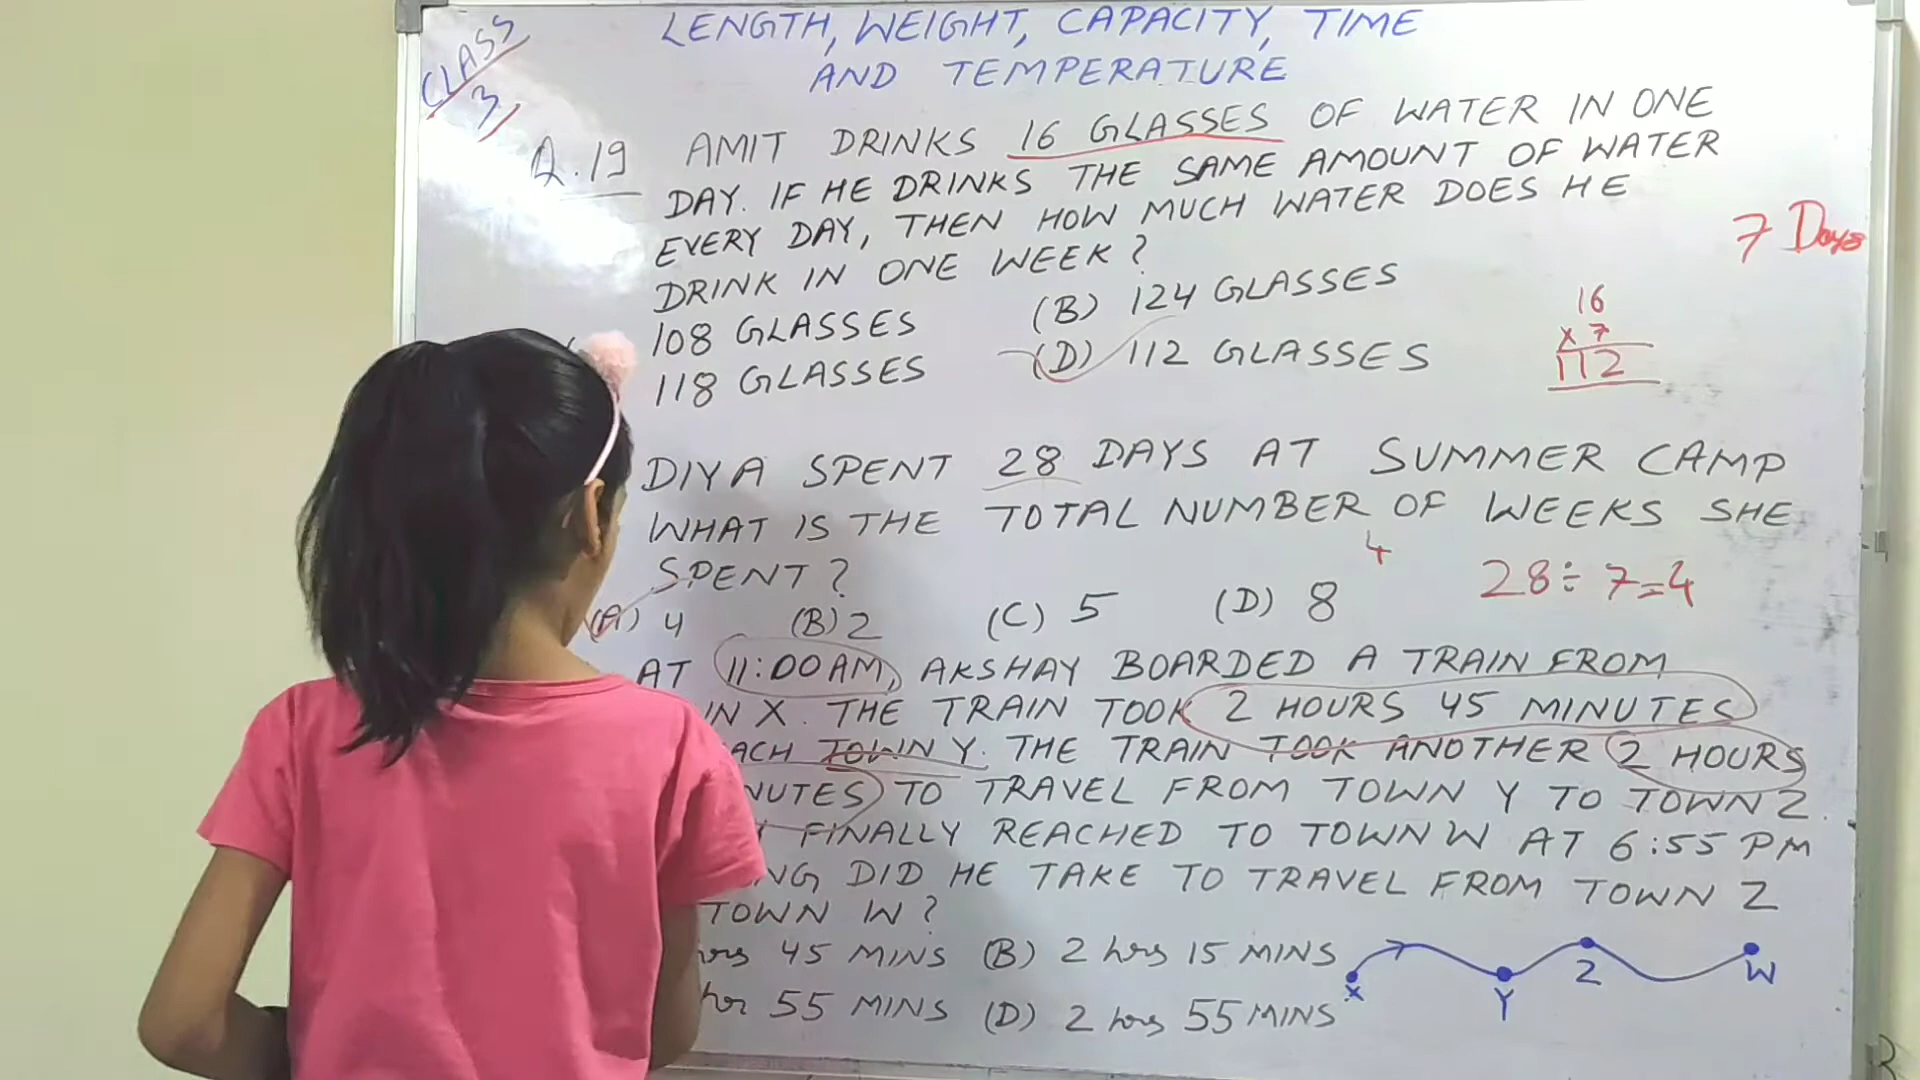 CLASS
3
LENGTH, WEIGHT, CAPACITY, TIME
AND TEMPERATURE
Q.19 AMIT DRINKS 16 GLASSES OF WATER IN ONE
DAY. IF HE DRINKS THE SAME AMOUNT OF WATER
EVERY DAY, THEN HOW MUCH WATER DOES HE
DRINK IN ONE WEEK?
7 Days
108 GLASSES (B) 124 GLASSES
118 GLASSES (D) 112 GLASSES
16
x 7
112
DIYA SPENT 28 DAYS AT SUMMER CAMP
WHAT IS THE TOTAL NUMBER OF WEEKS SHE
SPENT?
4
28 ÷ 7 = 4
(A) 4 (B) 2 (C) 5 (D) 8
AT 11:00 AM, AKSHAY BOARDED A TRAIN FROM
X. THE TRAIN TOOK 2 HOURS 45 MINUTES
TOWN Y. THE TRAIN TOOK ANOTHER 2 HOURS
TO TRAVEL FROM TOWN Y TO TOWN Z.
FINALLY REACHED TO TOWN W AT 6:55 PM
DID HE TAKE TO TRAVEL FROM TOWN Z
TOWN W?
45 MINS (B) 2 hrs 15 MINS
hr 55 MINS (D) 2 hrs 55 MINS
X Y Z W